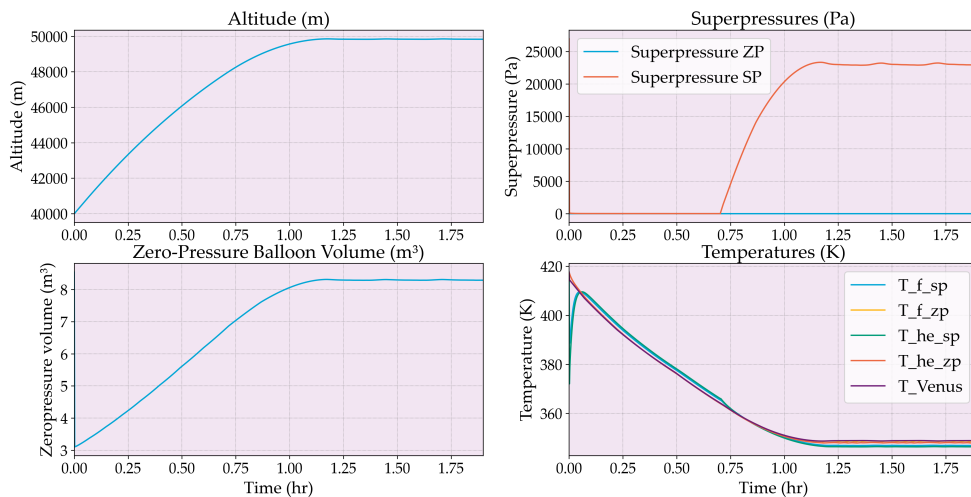 Altitude (m)
50000
48000
46000
44000
42000
40000
Altitude (m)
0.00 0.25 0.50 0.75 1.00 1.25 1.50 1.75
Superpressures (Pa)
Superpressure ZP
Superpressure SP
25000
20000
15000
10000
5000
0
Superpressure (Pa)
0.00 0.25 0.50 0.75 1.00 1.25 1.50 1.75
Zero-Pressure Balloon Volume (m³)
8
7
6
5
4
3
Zeropressure volume (m³)
0.00 0.25 0.50 0.75 1.00 1.25 1.50 1.75
Time (hr)
Temperatures (K)
420
400
380
360
Temperature (K)
T_f_sp
T_f_zp
T_he_sp
T_he_zp
T_Venus
0.00 0.25 0.50 0.75 1.00 1.25 1.50 1.75
Time (hr)